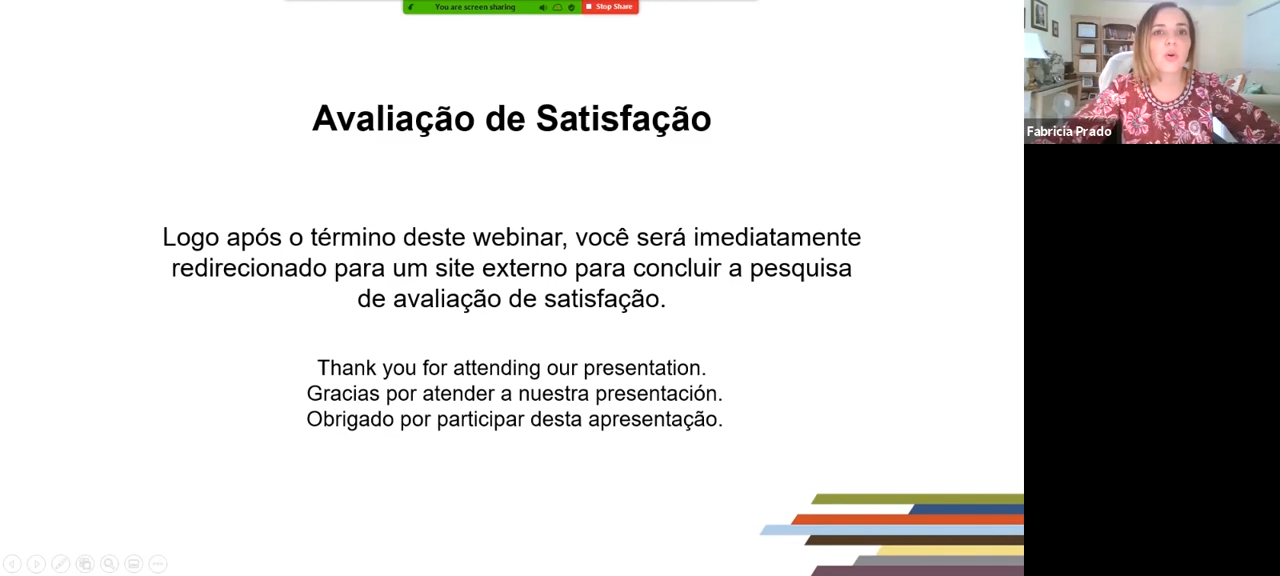 You are screen sharing
Stop Share
Fabricia Prado
Avaliação de Satisfação
Logo após o término deste webinar, você será imediatamente
redirecionado para um site externo para concluir a pesquisa
de avaliação de satisfação.
Thank you for attending our presentation.
Gracias por atender a nuestra presentación.
Obrigado por participar desta apresentação.